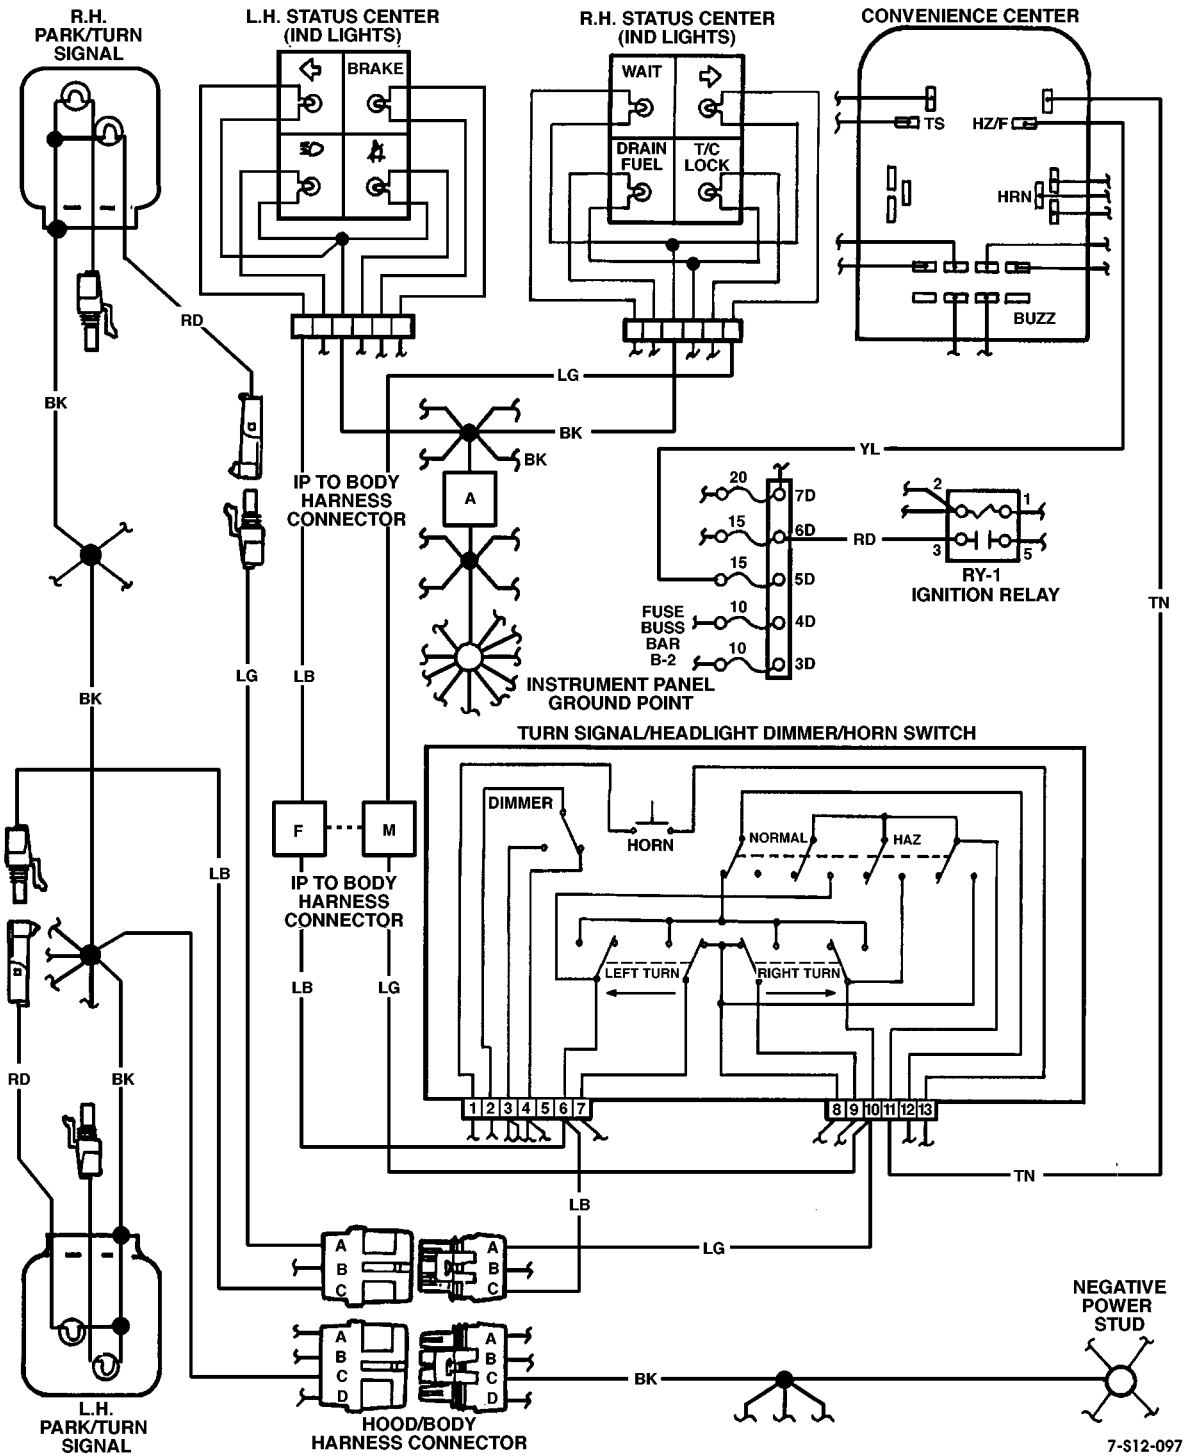 R.H.
PARK/TURN
SIGNAL
L.H. STATUS CENTER
(IND LIGHTS)
R.H. STATUS CENTER
(IND LIGHTS)
CONVENIENCE CENTER
BRAKE
WAIT
DRAIN
FUEL
T/C
LOCK
TS
HZ/F
HRN
BUZZ
RD
BK
LG
BK
BK
YL
A
IP TO BODY
HARNESS
CONNECTOR
20
7D
15
6D
15
5D
10
4D
10
3D
FUSE
BUSS
BAR
B-2
RD
2
1
3
5
RY-1
IGNITION RELAY
TN
LG
LB
BK
INSTRUMENT PANEL
GROUND POINT
TURN SIGNAL/HEADLIGHT DIMMER/HORN SWITCH
DIMMER
HORN
NORMAL
HAZ
F
M
LB
IP TO BODY
HARNESS
CONNECTOR
LEFT TURN
RIGHT TURN
LB
LG
RD
BK
1 2 3 4 5 6 7
8 9 10 11 12 13
TN
LB
LG
A
B
C
A
B
C
A
B
C
D
A
B
C
D
BK
NEGATIVE
POWER
STUD
L.H.
PARK/TURN
SIGNAL
HOOD/BODY
HARNESS CONNECTOR
7-S12-097